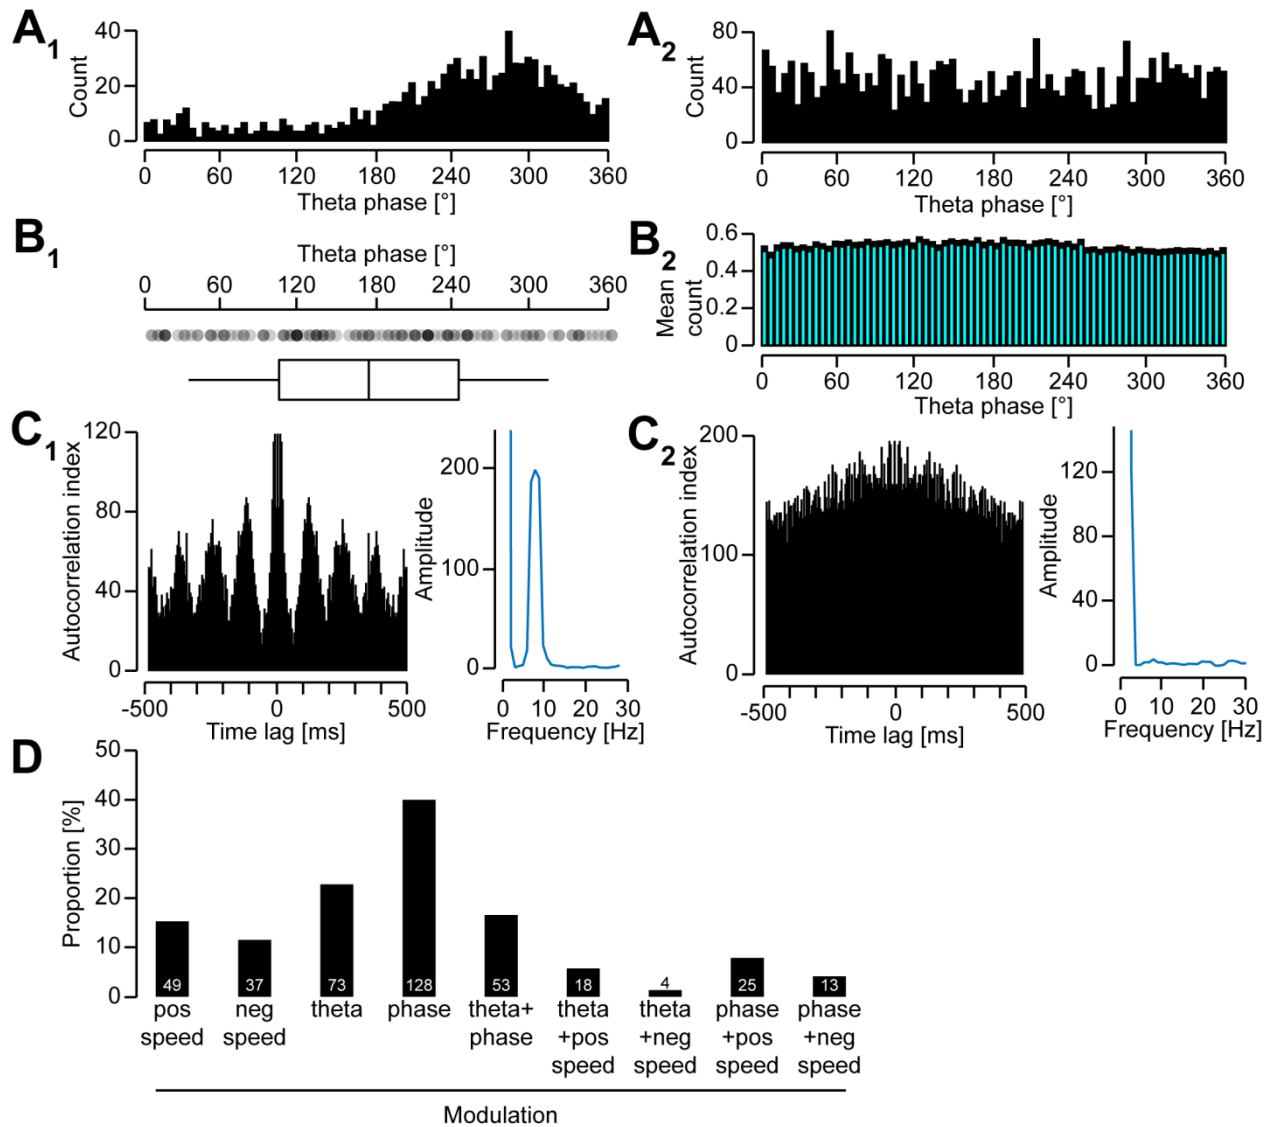 A1
40
20
0
Count
0 60 120 180 240 300 360
Theta phase [°]
A2
80
40
0
Count
0 60 120 180 240 300 360
Theta phase [°]
B1
Theta phase [°]
0 60 120 180 240 300 360
B2
0.6
0.4
0.2
0
Mean
count
0 60 120 180 240 300 360
Theta phase [°]
C1
120
80
40
0
Autocorrelation index
-500 0 500
Time lag [ms]
200
100
0
Amplitude
0 10 20 30
Frequency [Hz]
C2
200
100
0
Autocorrelation index
-500 0 500
Time lag [ms]
120
80
40
0
Amplitude
0 10 20 30
Frequency [Hz]
D
50
40
30
20
10
0
Proportion [%]
49 37 73 128 53 18 4 25 13
pos neg theta phase theta+ theta theta phase phase
speed speed phase +pos +neg +pos +neg
speed speed speed speed
Modulation